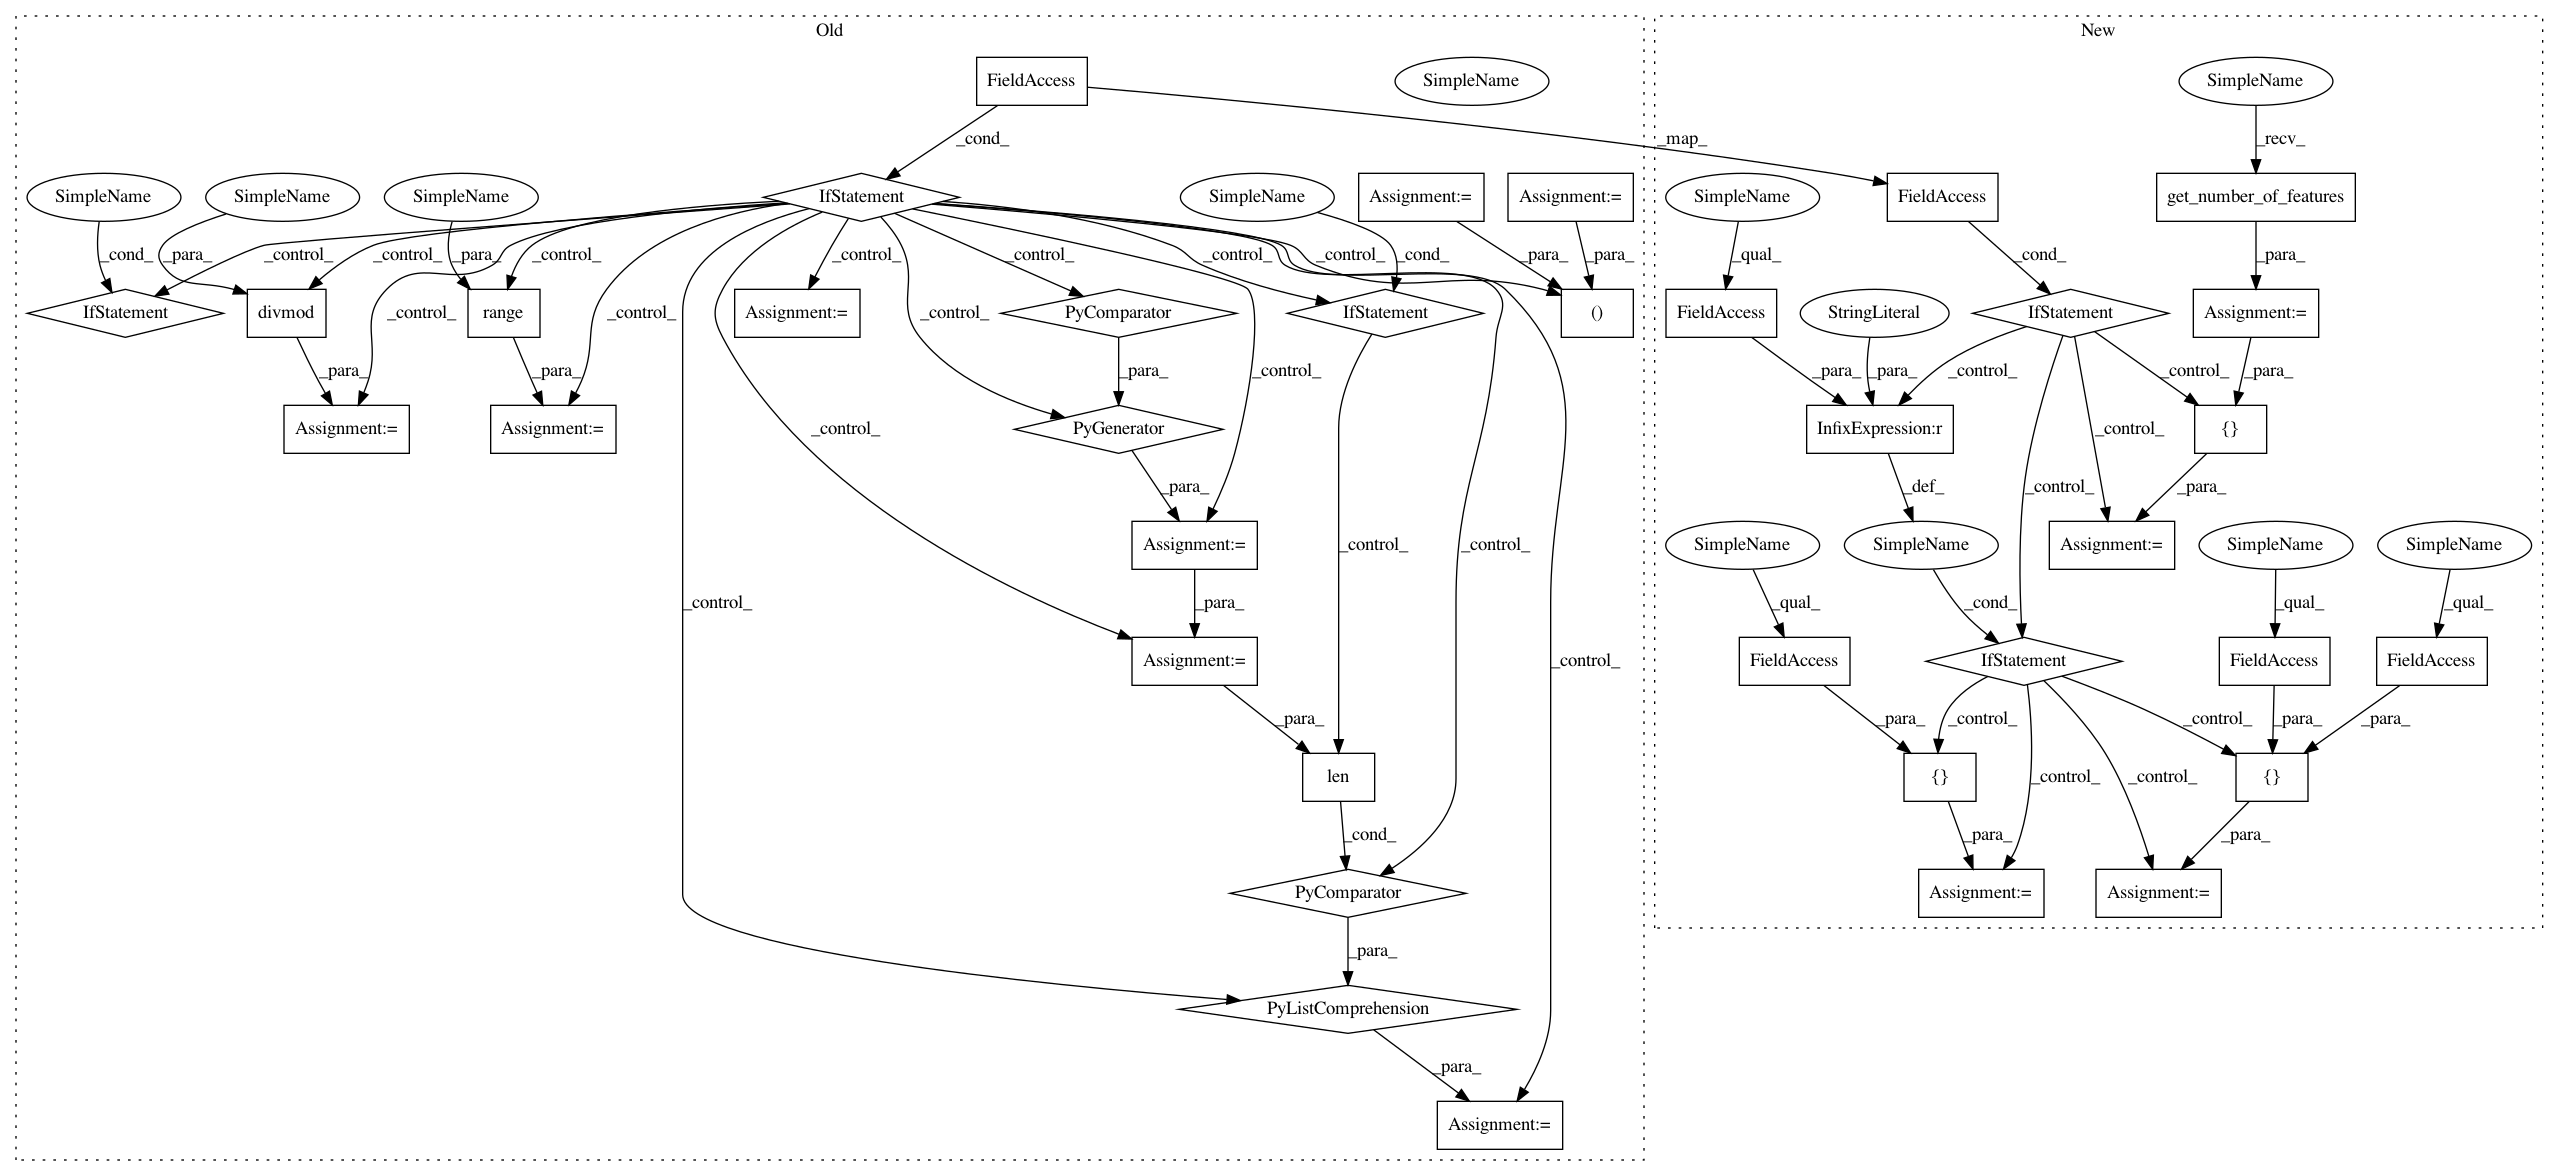 Old
New
FieldAccess
SimpleName
SimpleName
_cond_
_map_
_recv_
SimpleName
SimpleName
SimpleName
IfStatement
SimpleName
Assignment:=
Assignment:=
SimpleName
FieldAccess
get_number_of_features
_cond_
_para_
_control_
_control_
_para_
_control_
_control_
_control_
_control_
_cond_
_control_
_para_
_para_
_qual_
_cond_
_para_
IfStatement
divmod
range
Assignment:=
PyComparator
IfStatement
()
FieldAccess
StringLiteral
IfStatement
Assignment:=
_para_
_control_
_para_
_control_
_control_
_para_
_control_
_para_
_para_
_control_
_control_
_para_
Assignment:=
Assignment:=
PyGenerator
InfixExpression:r
{}
_control_
_control_
_para_
_def_
_control_
_para_
Assignment:=
SimpleName
SimpleName
Assignment:=
SimpleName
SimpleName
_control_
_para_
_control_
_control_
_qual_
_cond_
_qual_
_qual_
Assignment:=
_control_
FieldAccess
IfStatement
FieldAccess
FieldAccess
_para_
_para_
_control_
_control_
_para_
_para_
len
{}
{}
_control_
_control_
_cond_
_para_
_para_
PyComparator
Assignment:=
Assignment:=
_para_
PyListComprehension
_para_
Assignment:=